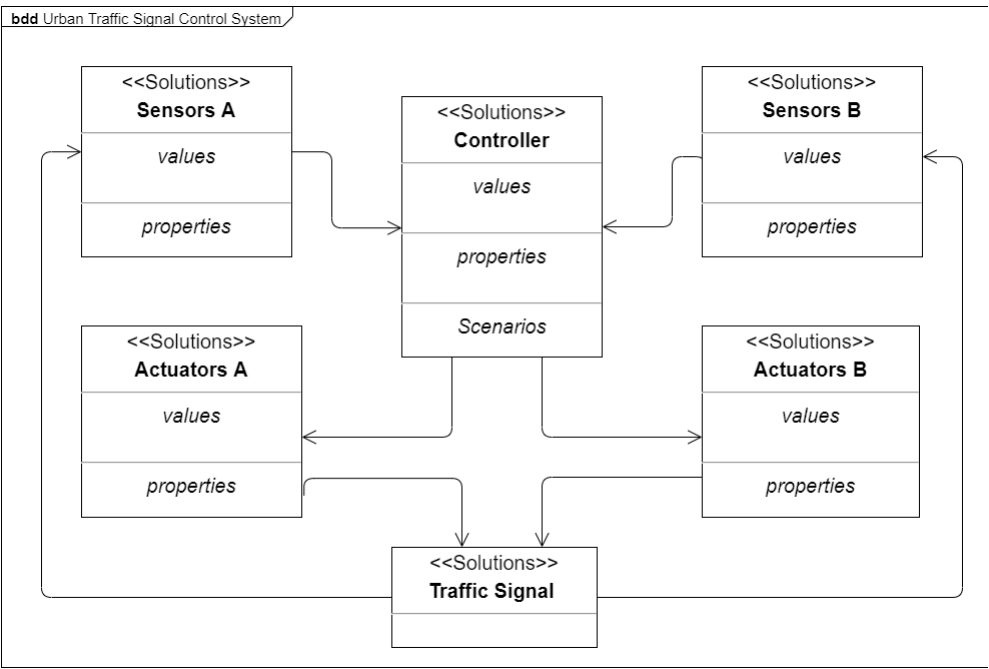 bdd Urban Traffic Signal Control System
<<Solutions>>
Sensors A
values
properties
<<Solutions>>
Controller
values
properties
Scenarios
<<Solutions>>
Sensors B
values
properties
<<Solutions>>
Actuators A
values
properties
<<Solutions>>
Actuators B
values
properties
<<Solutions>>
Traffic Signal